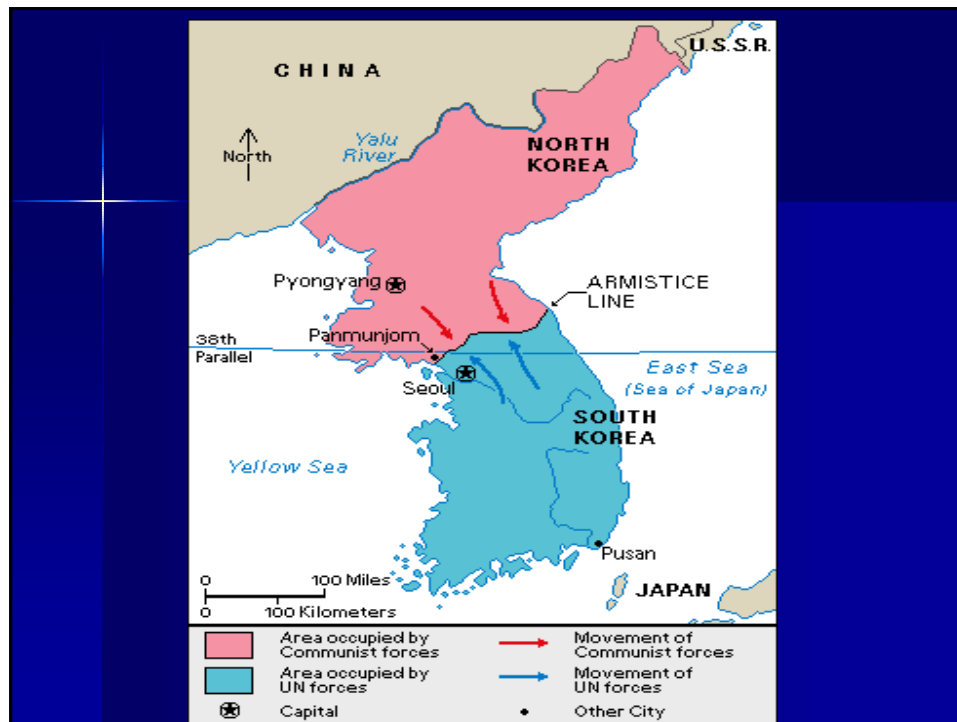 U.S.S.R.
CHINA
Yalu
River
North
NORTH
KOREA
Pyongyang
ARMISTICE
LINE
Panmunjom
38th
Parallel
Seoul
East Sea
(Sea of Japan)
SOUTH
KOREA
Yellow Sea
Pusan
0 100 Miles
0 100 Kilometers
JAPAN
Area occupied by
Communist forces
Movement of
Communist forces
Area occupied by
UN forces
Movement of
UN forces
Capital
Other City